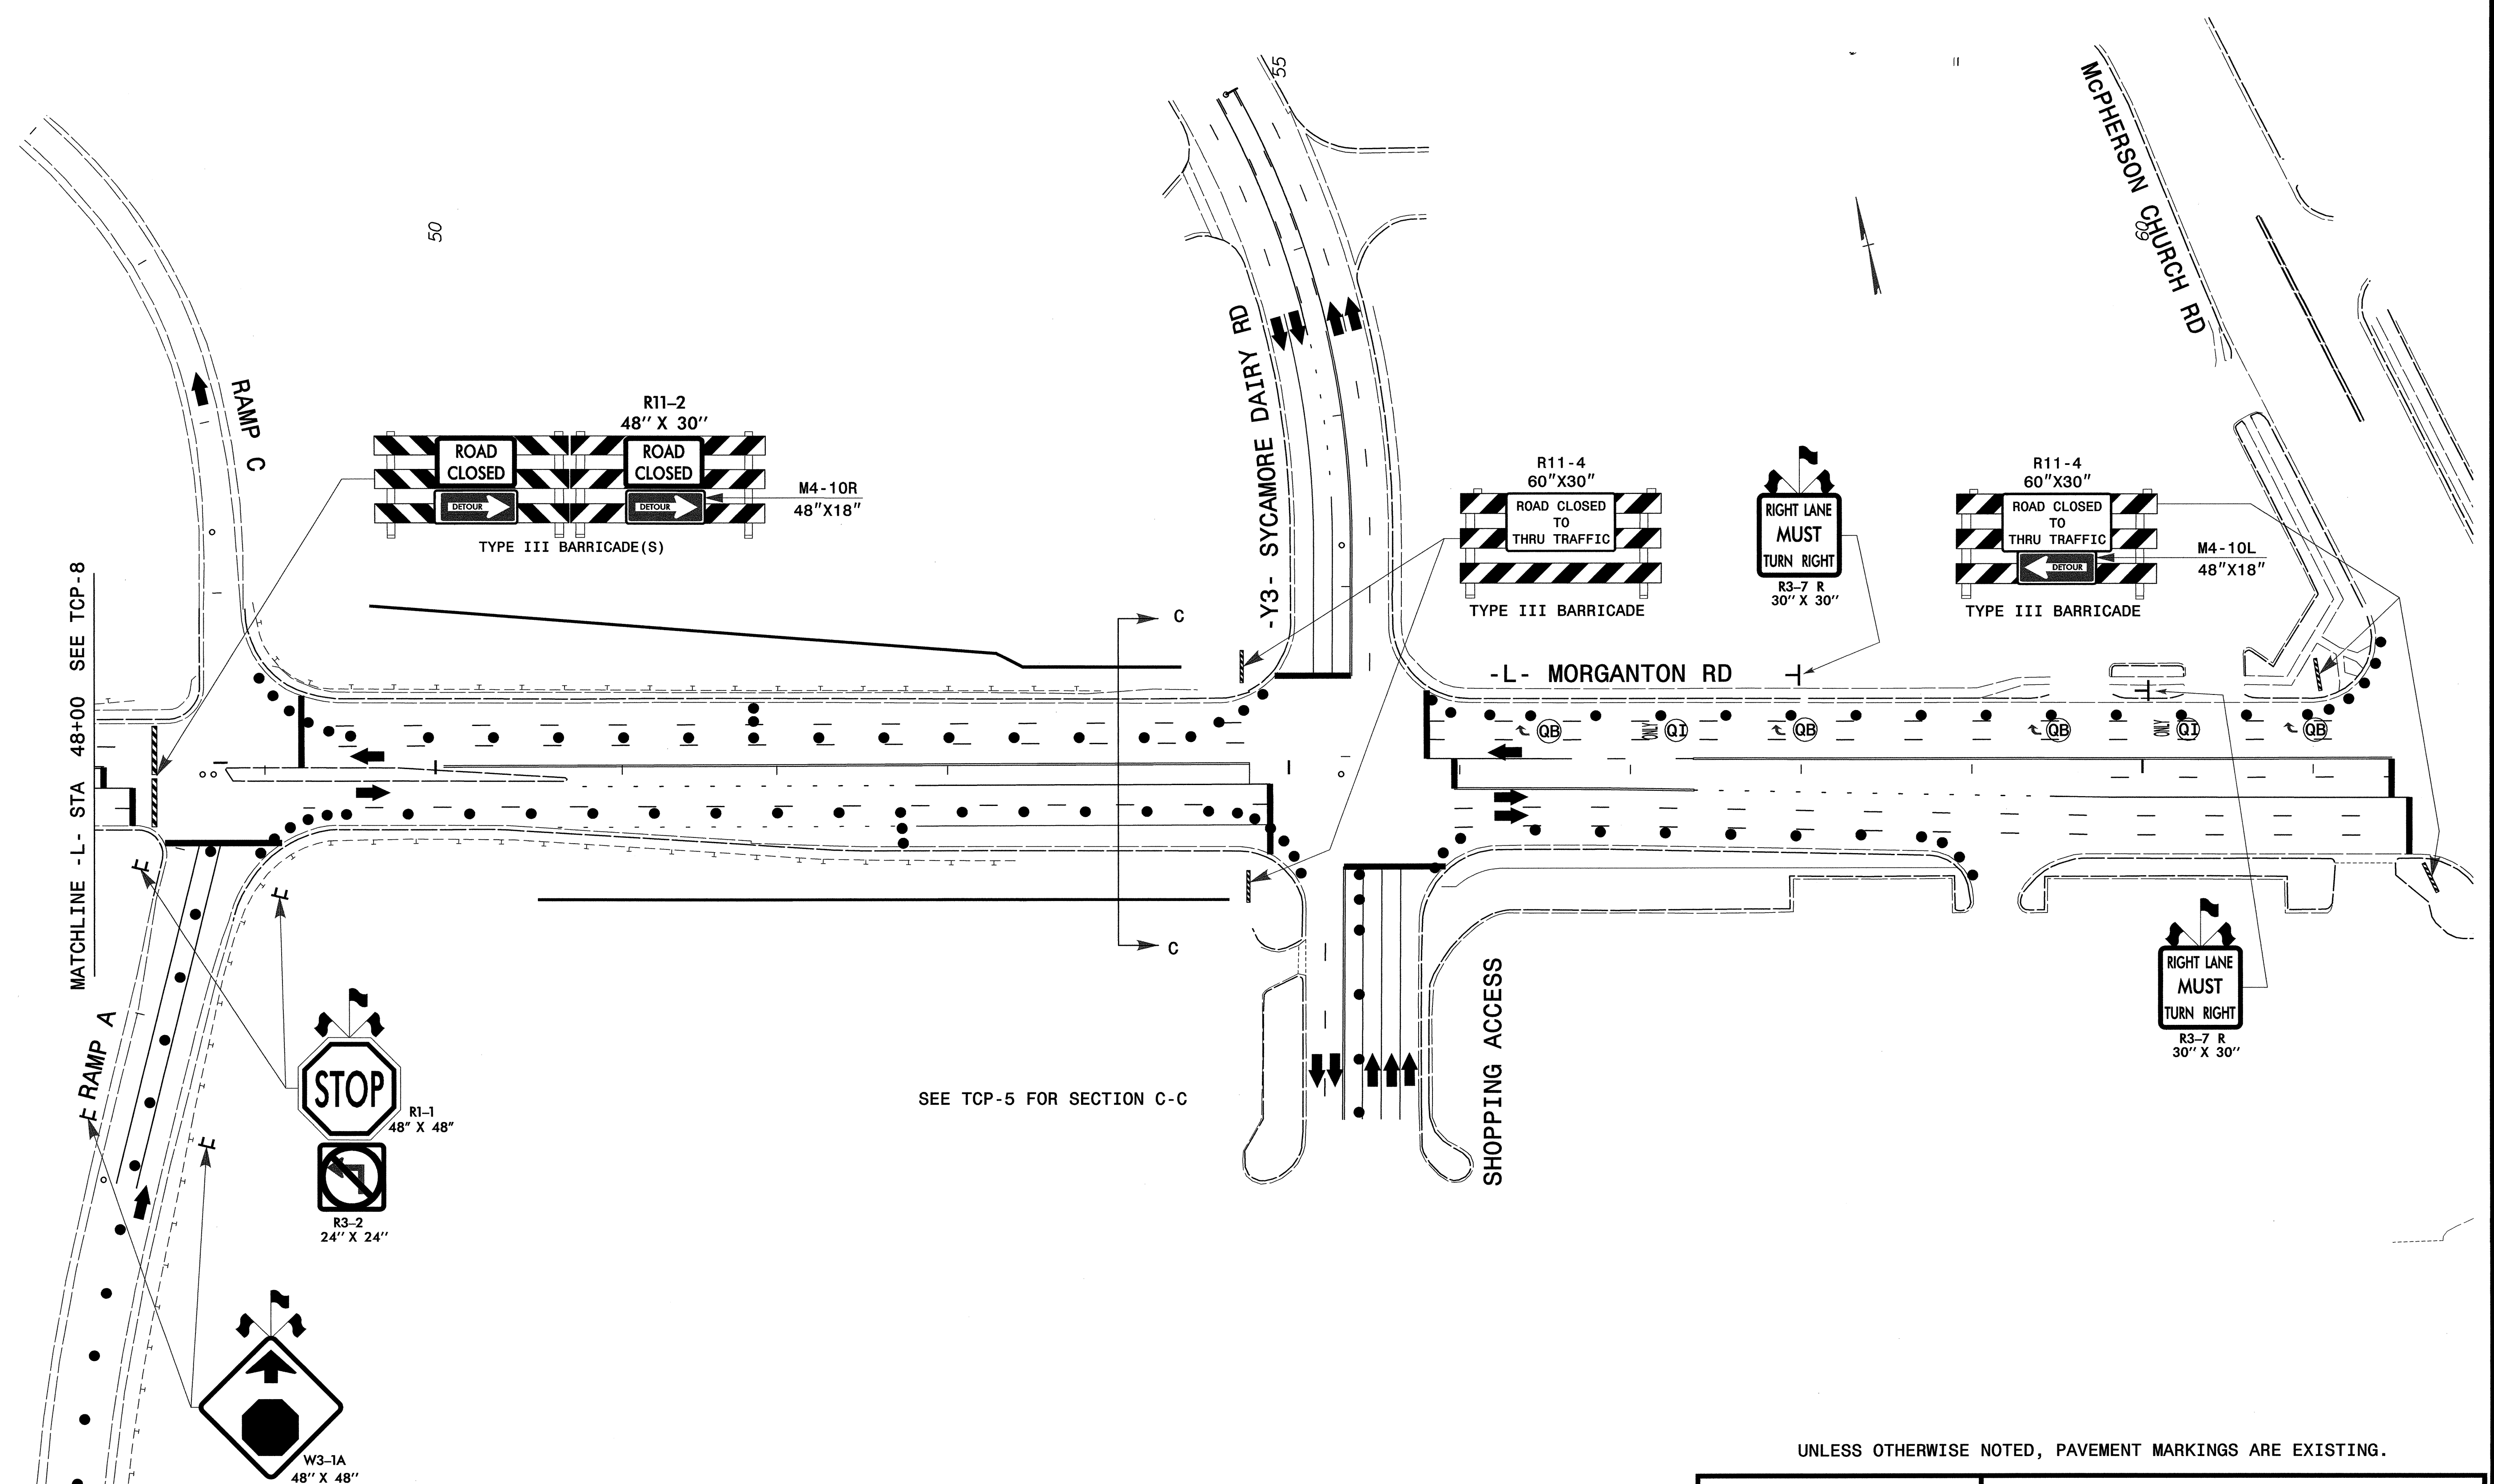 55
McPHERSON CHURCH RD
60
50
RAMP C
R11–2
48" X 30"
ROAD
CLOSED
ROAD
CLOSED
DETOUR
DETOUR
M4-10R
48"X18"
TYPE III BARRICADE(S)
-Y3- SYCAMORE DAIRY RD
R11-4
60"X30"
ROAD CLOSED
TO
THRU TRAFFIC
TYPE III BARRICADE
RIGHT LANE
MUST
TURN RIGHT
R3–7 R
30" X 30"
R11-4
60"X30"
ROAD CLOSED
TO
THRU TRAFFIC
DETOUR
M4-10L
48"X18"
TYPE III BARRICADE
MATCHLINE -L- STA 48+00 SEE TCP-8
C
-L- MORGANTON RD
QB
ONLY
QI
QB
QB
ONLY
QI
QB
C
RAMP A
STOP
R1–1
48" X 48"
R3–2
24" X 24"
SEE TCP-5 FOR SECTION C-C
SHOPPING ACCESS
RIGHT LANE
MUST
TURN RIGHT
R3–7 R
30" X 30"
W3–1A
48" X 48"
UNLESS OTHERWISE NOTED, PAVEMENT MARKINGS ARE EXISTING.